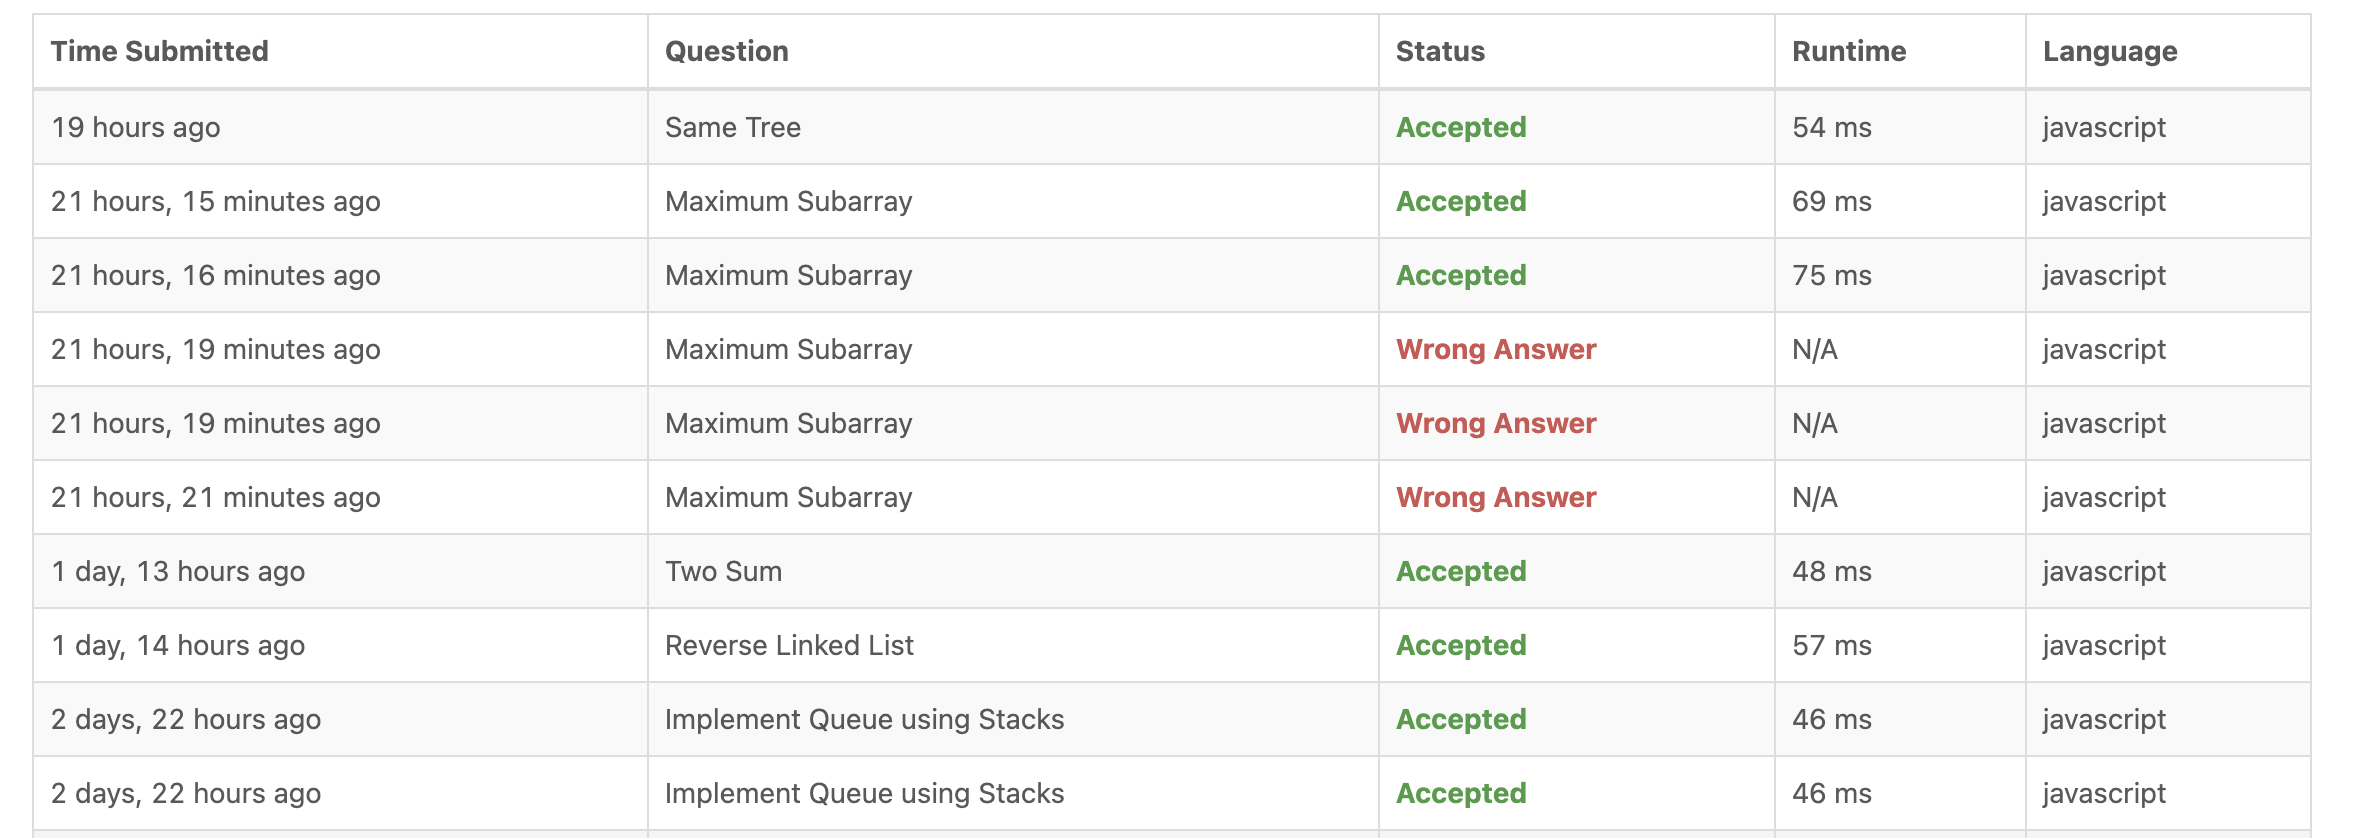 Time Submitted Question Status Runtime Language
19 hours ago Same Tree Accepted 54 ms javascript
21 hours, 15 minutes ago Maximum Subarray Accepted 69 ms javascript
21 hours, 16 minutes ago Maximum Subarray Accepted 75 ms javascript
21 hours, 19 minutes ago Maximum Subarray Wrong Answer N/A javascript
21 hours, 19 minutes ago Maximum Subarray Wrong Answer N/A javascript
21 hours, 21 minutes ago Maximum Subarray Wrong Answer N/A javascript
1 day, 13 hours ago Two Sum Accepted 48 ms javascript
1 day, 14 hours ago Reverse Linked List Accepted 57 ms javascript
2 days, 22 hours ago Implement Queue using Stacks Accepted 46 ms javascript
2 days, 22 hours ago Implement Queue using Stacks Accepted 46 ms javascript